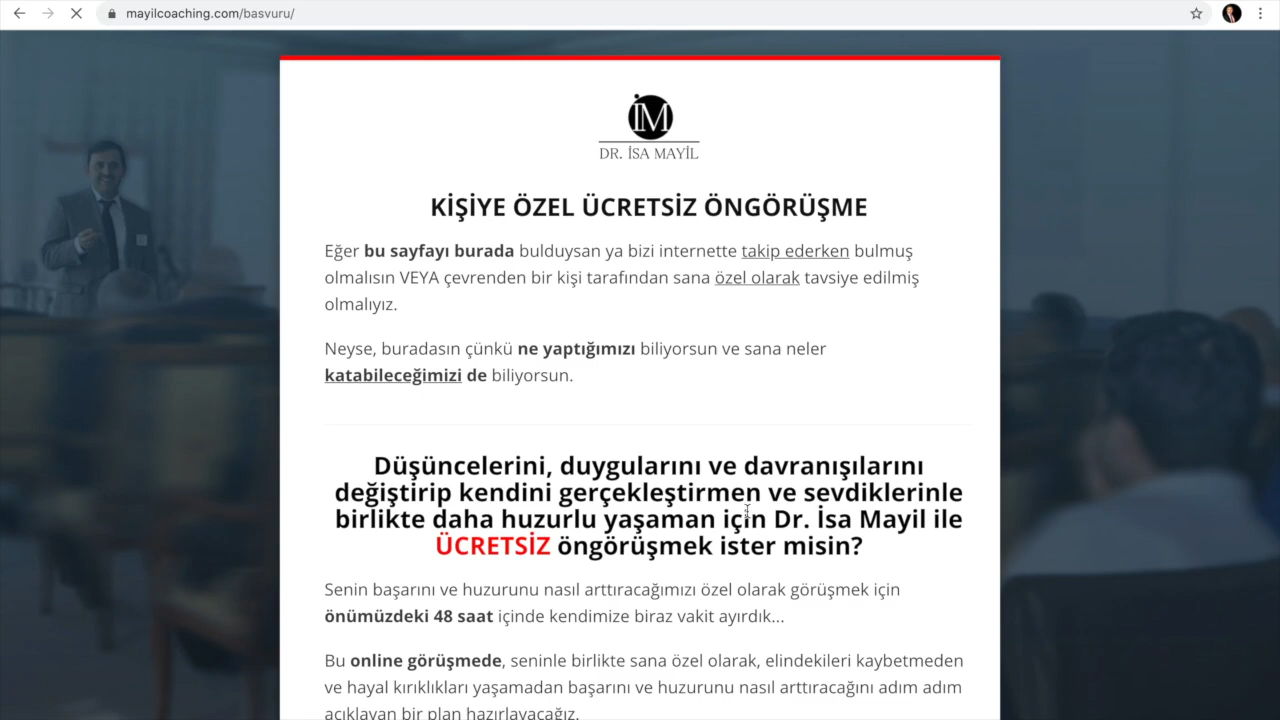 mayilcoaching.com/basvuru/
İM
DR. İSA MAYİL
KİŞİYE ÖZEL ÜCRETSİZ ÖNGÖRÜŞME
Eğer bu sayfayı burada bulduysan ya bizi internette takip ederken bulmuş
olmalısın VEYA çevrenden bir kişi tarafından sana özel olarak tavsiye edilmiş
olmalıyız.
Neyse, buradasın çünkü ne yaptığımızı biliyorsun ve sana neler
katabileceğimizi de biliyorsun.
Düşüncelerini, duygularını ve davranışılarını
değiştirip kendini gerçekleştirmen ve sevdiklerinle
birlikte daha huzurlu yaşaman için Dr. İsa Mayil ile
ÜCRETSİZ öngörüşmek ister misin?
Senin başarını ve huzurunu nasıl arttıracağımızı özel olarak görüşmek için
önümüzdeki 48 saat içinde kendimize biraz vakit ayırdık...
Bu online görüşmede, seninle birlikte sana özel olarak, elindekileri kaybetmeden
ve hayal kırıklıkları yaşamadan başarını ve huzurunu nasıl arttıracağını adım adım
açıklayan bir plan hazırlayacağız.